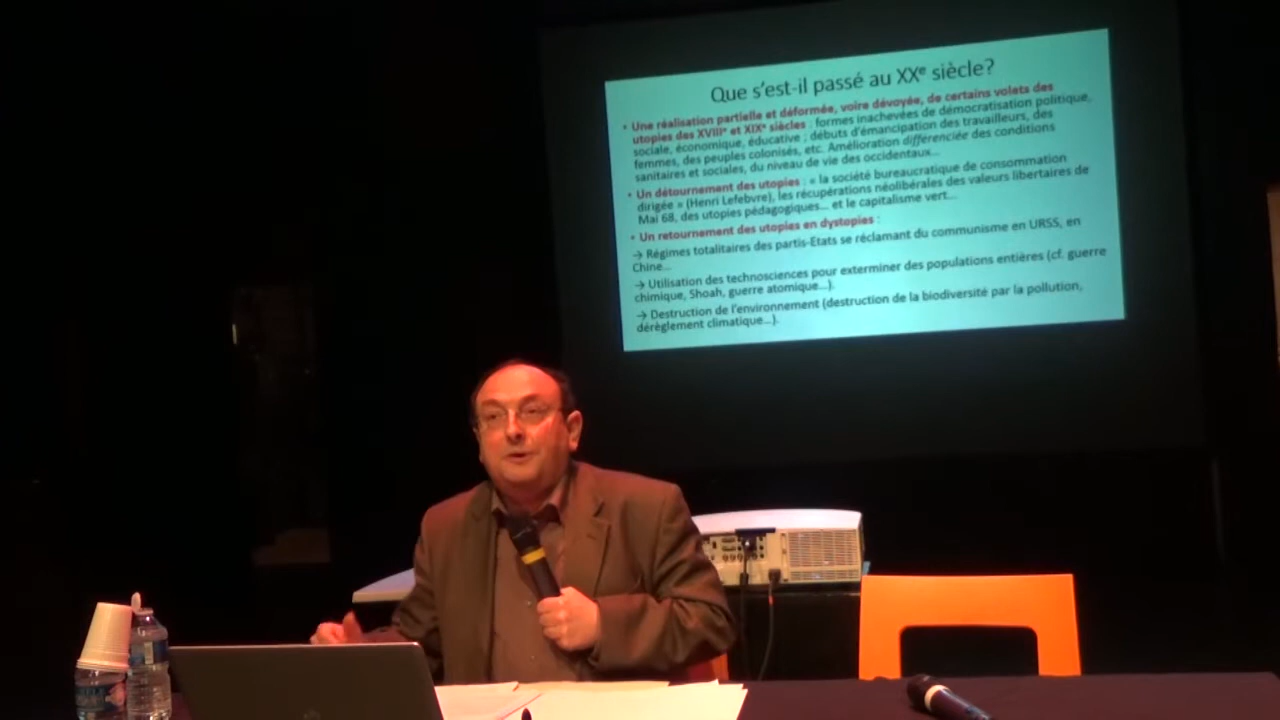 Que s'est-il passé au XXe siècle?
• Une réalisation partielle et déformée, voire dévoyée, de certains volets des
utopies des XVIIIe et XIXe siècles : formes inachevées de démocratisation politique,
sociale, économique, éducative ; débuts d'émancipation des travailleurs, des
femmes, des peuples colonisés, etc. Amélioration différenciée des conditions
sanitaires et sociales, du niveau de vie des occidentaux...
• Un détournement des utopies : « la société bureaucratique de consommation
dirigée » (Henri Lefebvre), les récupérations néolibérales des valeurs libertaires de
Mai 68, des utopies pédagogiques... et le capitalisme vert...
• Un retournement des utopies en dystopies :
→ Régimes totalitaires des partis-Etats se réclamant du communisme en URSS, en
Chine...
→ Utilisation des technosciences pour exterminer des populations entières (cf. guerre
chimique, Shoah, guerre atomique...).
→ Destruction de l'environnement (destruction de la biodiversité par la pollution,
dérèglement climatique...).